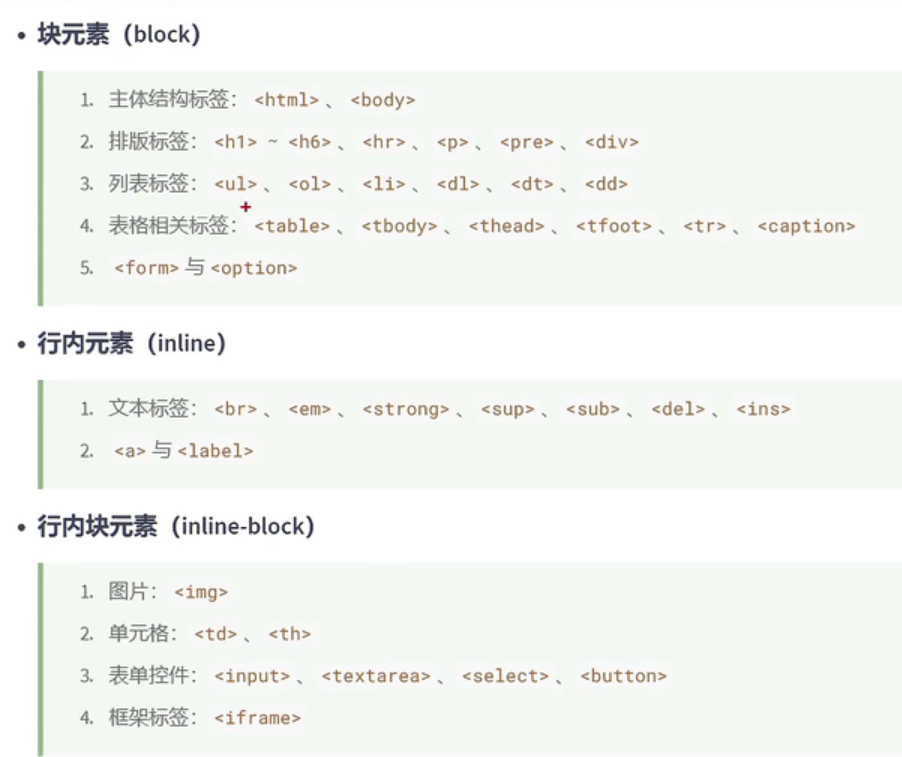 • 块元素（block）
1. 主体结构标签： <html> 、 <body>
2. 排版标签： <h1> ~ <h6> 、 <hr> 、 <p> 、 <pre> 、 <div>
3. 列表标签： <ul> 、 <ol> 、 <li> 、 <dl> 、 <dt> 、 <dd>
4. 表格相关标签： <table> 、 <tbody> 、 <thead> 、 <tfoot> 、 <tr> 、 <caption>
5. <form> 与 <option>
• 行内元素（inline）
1. 文本标签： <br> 、 <em> 、 <strong> 、 <sup> 、 <sub> 、 <del> 、 <ins>
2. <a> 与 <label>
• 行内块元素（inline-block）
1. 图片： <img>
2. 单元格： <td> 、 <th>
3. 表单控件： <input> 、 <textarea> 、 <select> 、 <button>
4. 框架标签： <iframe>